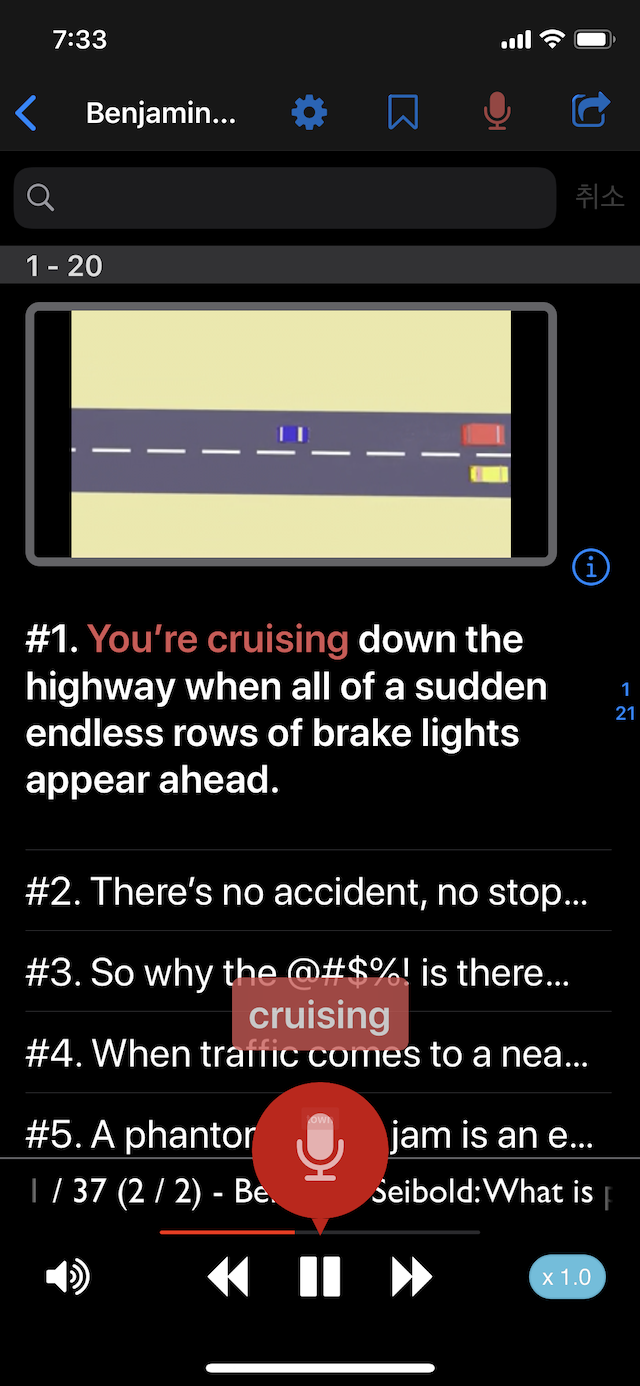 7:33
Benjamin...
취소
1 - 20
#1. You're cruising down the
highway when all of a sudden
endless rows of brake lights
appear ahead.
1
21
#2. There's no accident, no stop...
#3. So why the @#$%! is there...
cruising
#4. When traffic comes to a nea...
#5. A phantom jam is an e...
/ 37 (2 / 2) - Be Seibold:What is
x 1.0